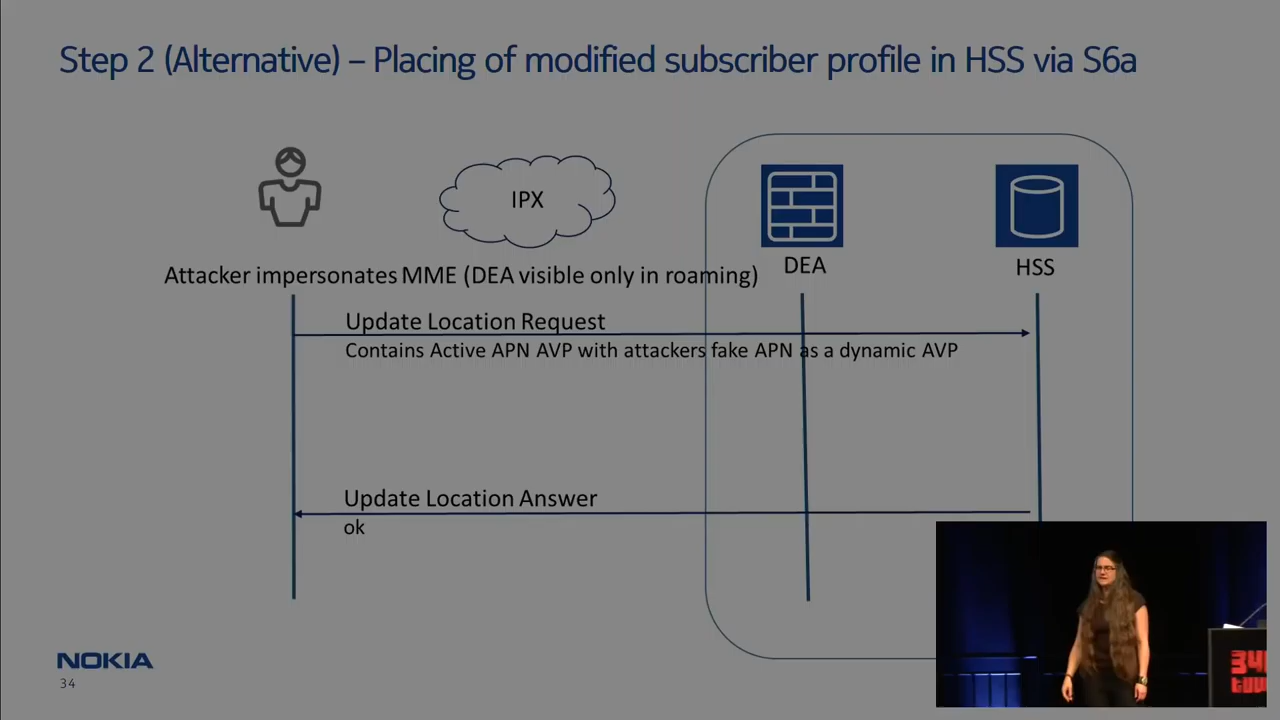 Step 2 (Alternative) – Placing of modified subscriber profile in HSS via S6a
IPX
DEA
HSS
Attacker impersonates MME (DEA visible only in roaming)
Update Location Request
Contains Active APN AVP with attackers fake APN as a dynamic AVP
Update Location Answer
ok
NOKIA
34